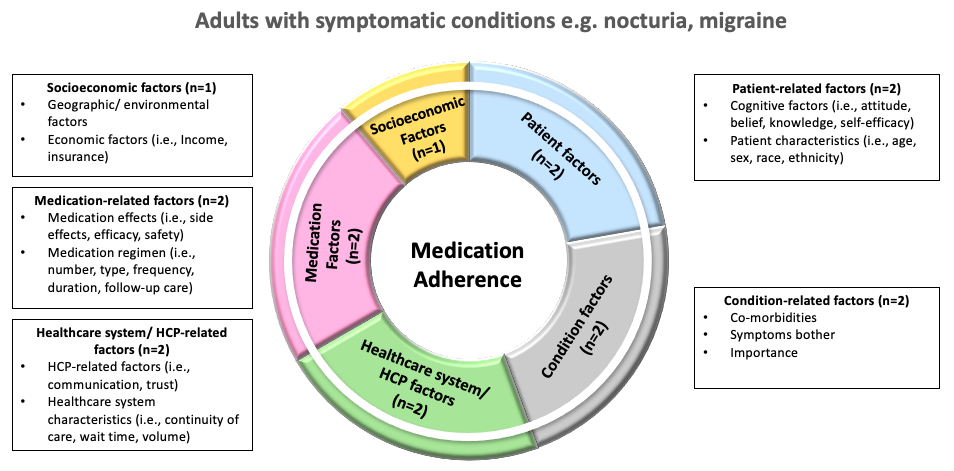 Adults with symptomatic conditions e.g. nocturia, migraine
Socioeconomic factors (n=1)
• Geographic/ environmental
factors
• Economic factors (i.e., Income,
insurance)
Medication-related factors (n=2)
• Medication effects (i.e., side
effects, efficacy, safety)
• Medication regimen (i.e.,
number, type, frequency,
duration, follow-up care)
Healthcare system/ HCP-related
factors (n=2)
• HCP-related factors (i.e.,
communication, trust)
• Healthcare system
characteristics (i.e., continuity of
care, wait time, volume)
Socioeconomic
Factors
(n=1)
Patient factors
(n=2)
Medication
Factors
(n=2)
Medication
Adherence
Condition factors
(n=2)
Healthcare system/
HCP factors
(n=2)
Patient-related factors (n=2)
• Cognitive factors (i.e., attitude,
belief, knowledge, self-efficacy)
• Patient characteristics (i.e., age,
sex, race, ethnicity)
Condition-related factors (n=2)
• Co-morbidities
• Symptoms bother
• Importance